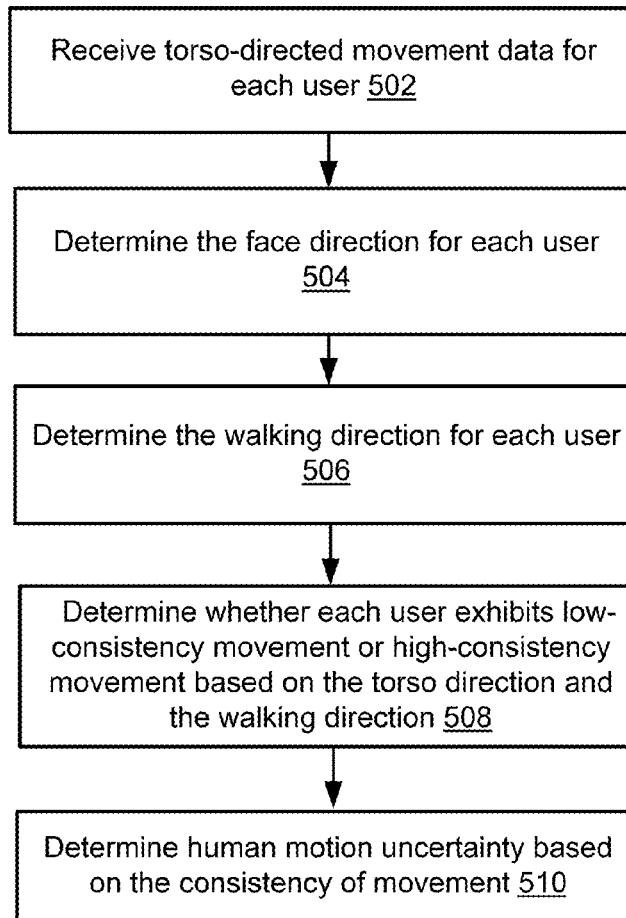 Receive torso-directed movement data for
each user 502
Determine the face direction for each user
504
Determine the walking direction for each user
506
Determine whether each user exhibits low-
consistency movement or high-consistency
movement based on the torso direction and
the walking direction 508
Determine human motion uncertainty based
on the consistency of movement 510